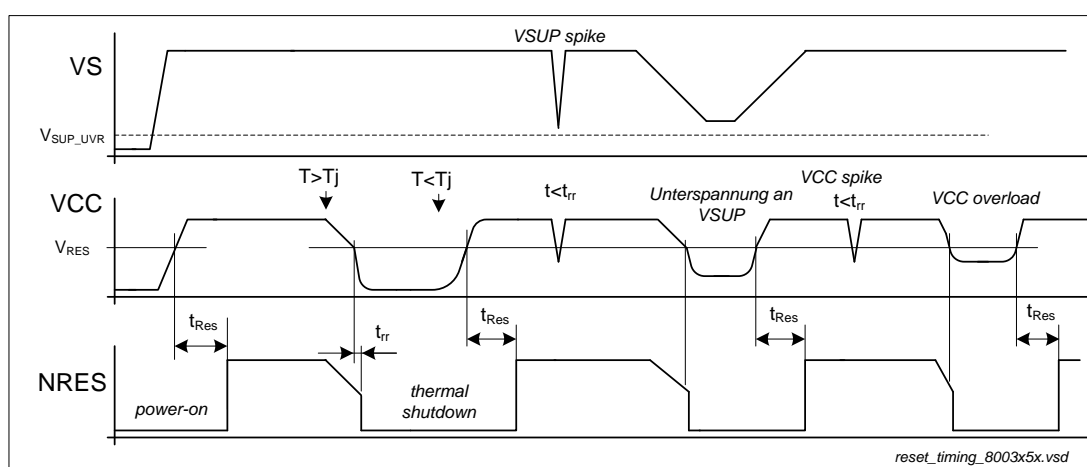 VSUP spike
VS
VSUP_UVR
T>Tj
T<Tj
t<trr
Unterspannung an
VSUP
VCC spike
t<trr
VCC overload
VCC
VRES
tRes
trr
tRes
tRes
tRes
NRES
power-on
thermal
shutdown
reset_timing_8003x5x.vsd